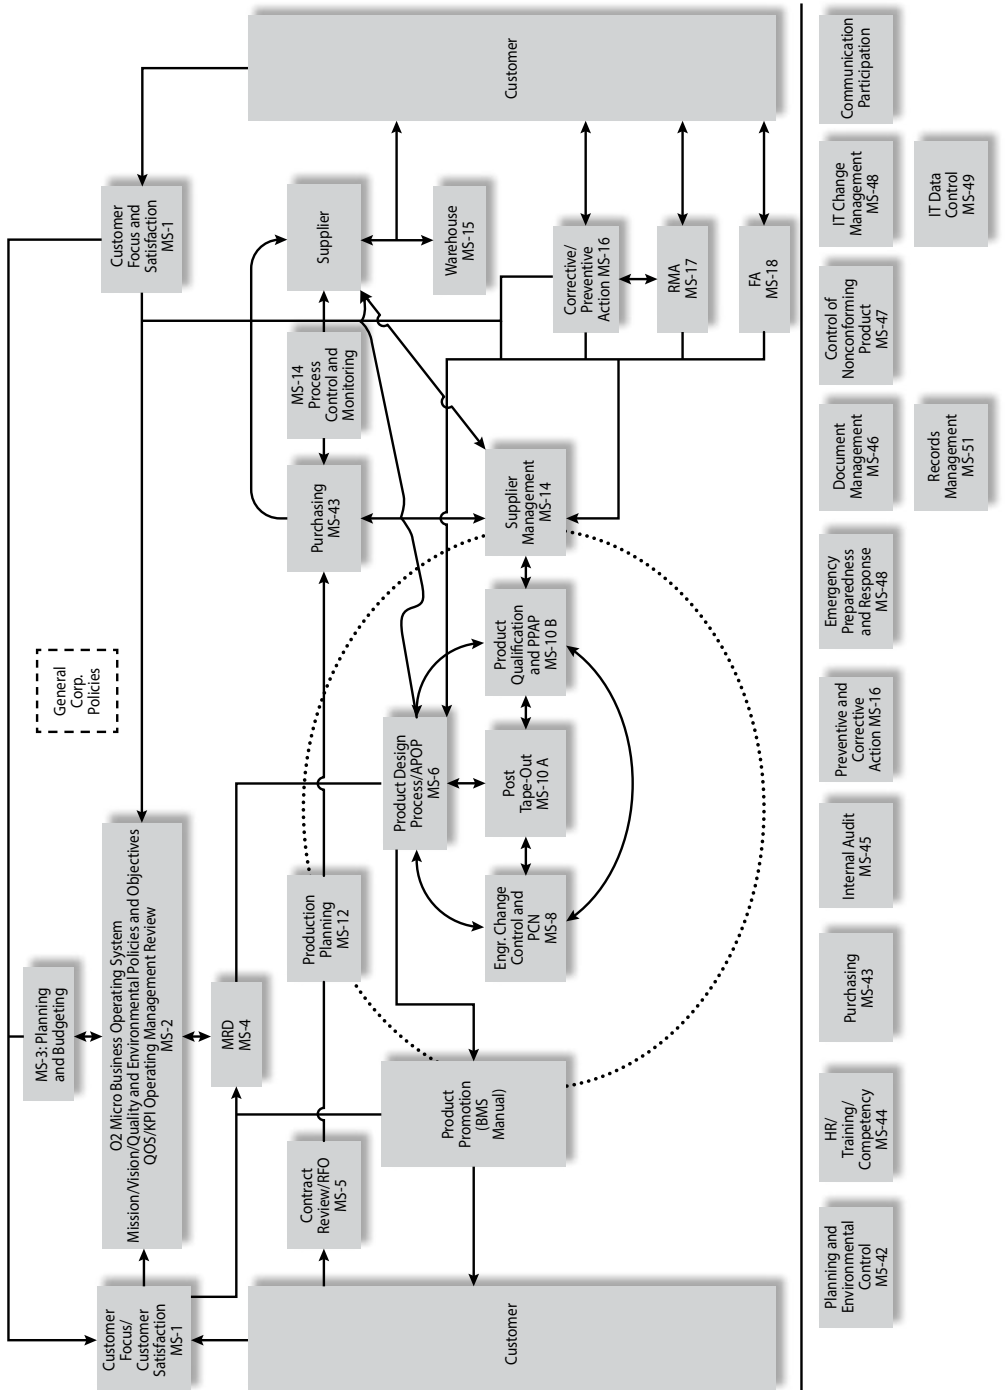 MS-3: Planning
and Budgeting
General
Corp.
Policies
Customer
Focus/
Customer
Satisfaction
MS-1
O2 Micro Business Operating System
Mission/Vision/Quality and Environmental Policies and Objectives
QOS/KPI Operating Management Review
MS-2
Customer
Focus and
Satisfaction
MS-1
MRD
MS-4
Contract
Review/RFO
MS-5
Production
Planning
MS-12
Purchasing
MS-43
MS-14
Process
Control and
Monitoring
Supplier
Customer
Product
Promotion
(BMS
Manual)
Product Design
Process/APOP
MS-6
Warehouse
MS-15
Customer
Engr. Change
Control and
PCN
MS-8
Post
Tape-Out
MS-10 A
Product
Qualification
and PPAP
MS-10 B
Supplier
Management
MS-14
Corrective/
Preventive
Action MS-16
RMA
MS-17
FA
MS-18
Planning and
Environmental
Control
M5-42
HR/
Training/
Competency
MS-44
Purchasing
MS-43
Internal Audit
MS-45
Preventive and
Corrective
Action MS-16
Emergency
Preparedness
and Response
MS-48
Document
Management
MS-46
Control of
Nonconforming
Product
MS-47
IT Change
Management
MS-48
Communication
Participation
Records
Management
MS-51
IT Data
Control
MS-49